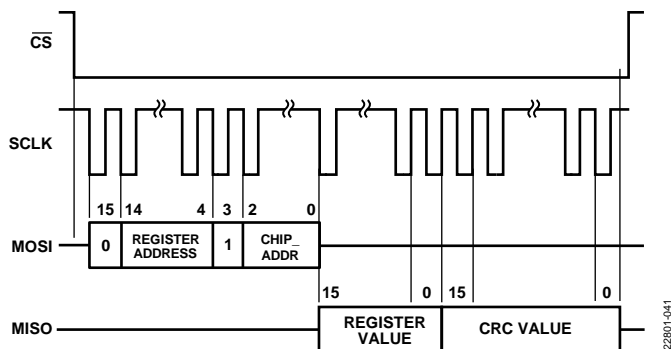 CS
SCLK
15 14 4 3 2 0
MOSI 0 REGISTER ADDRESS 1 CHIP_ ADDR
15 0 15 0
MISO REGISTER VALUE CRC VALUE
22801-041